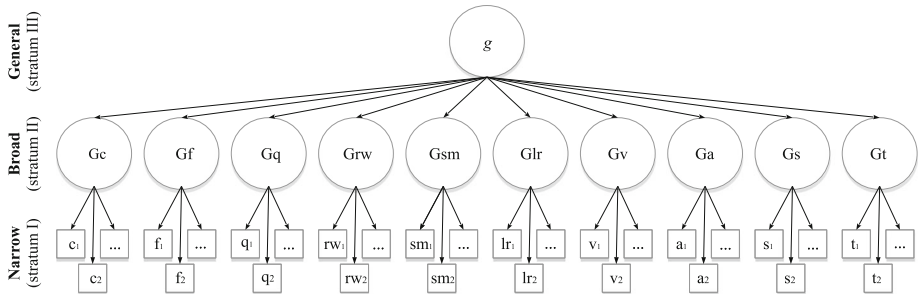 General
(stratum III)
g
Broad
(stratum II)
Gc Gf Gq Grw Gsm Glr Gv Ga Gs Gt
Narrow
(stratum I)
c1 ... f1 ... q1 ... rw1 ... sm1 ... lr1 ... v1 ... a1 ... s1 ... t1 ...
c2 f2 q2 rw2 sm2 lr2 v2 a2 s2 t2